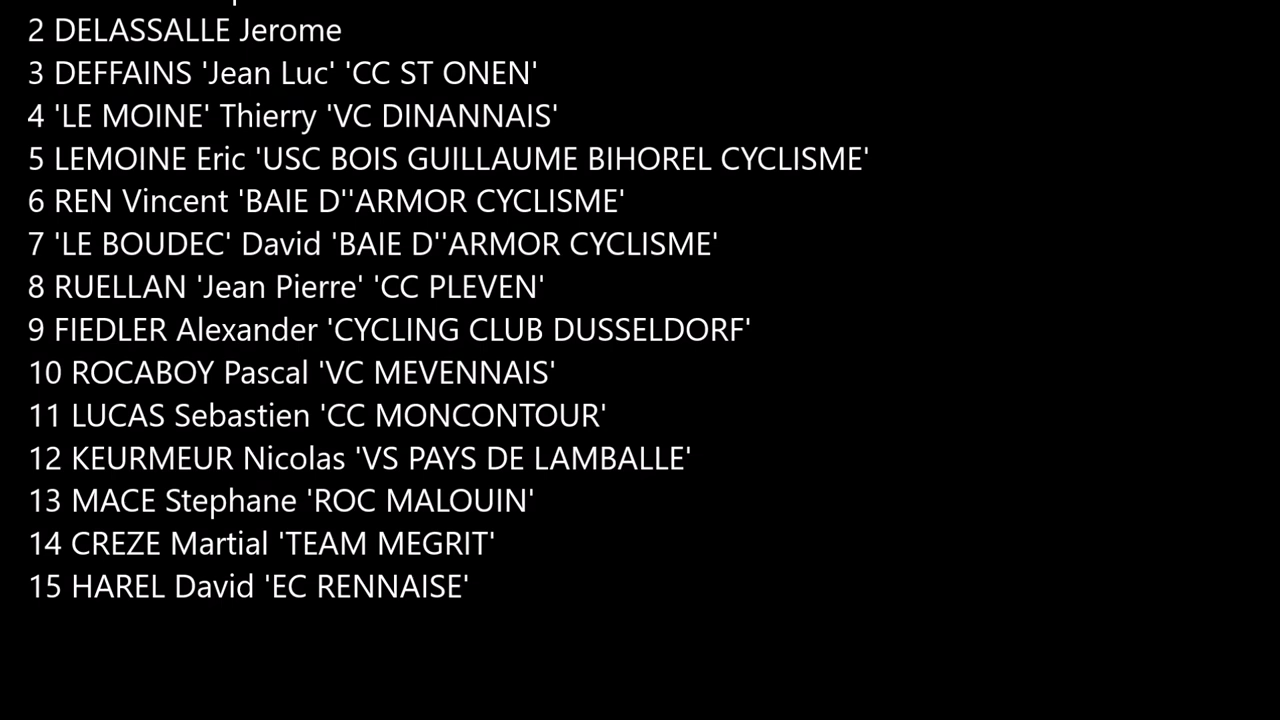 2 DELASSALLE Jerome
3 DEFFAINS 'Jean Luc' 'CC ST ONEN'
4 'LE MOINE' Thierry 'VC DINANNAIS'
5 LEMOINE Eric 'USC BOIS GUILLAUME BIHOREL CYCLISME'
6 REN Vincent 'BAIE D''ARMOR CYCLISME'
7 'LE BOUDEC' David 'BAIE D''ARMOR CYCLISME'
8 RUELLAN 'Jean Pierre' 'CC PLEVEN'
9 FIEDLER Alexander 'CYCLING CLUB DUSSELDORF'
10 ROCABOY Pascal 'VC MEVENNAIS'
11 LUCAS Sebastien 'CC MONCONTOUR'
12 KEURMEUR Nicolas 'VS PAYS DE LAMBALLE'
13 MACE Stephane 'ROC MALOUIN'
14 CREZE Martial 'TEAM MEGRIT'
15 HAREL David 'EC RENNAISE'